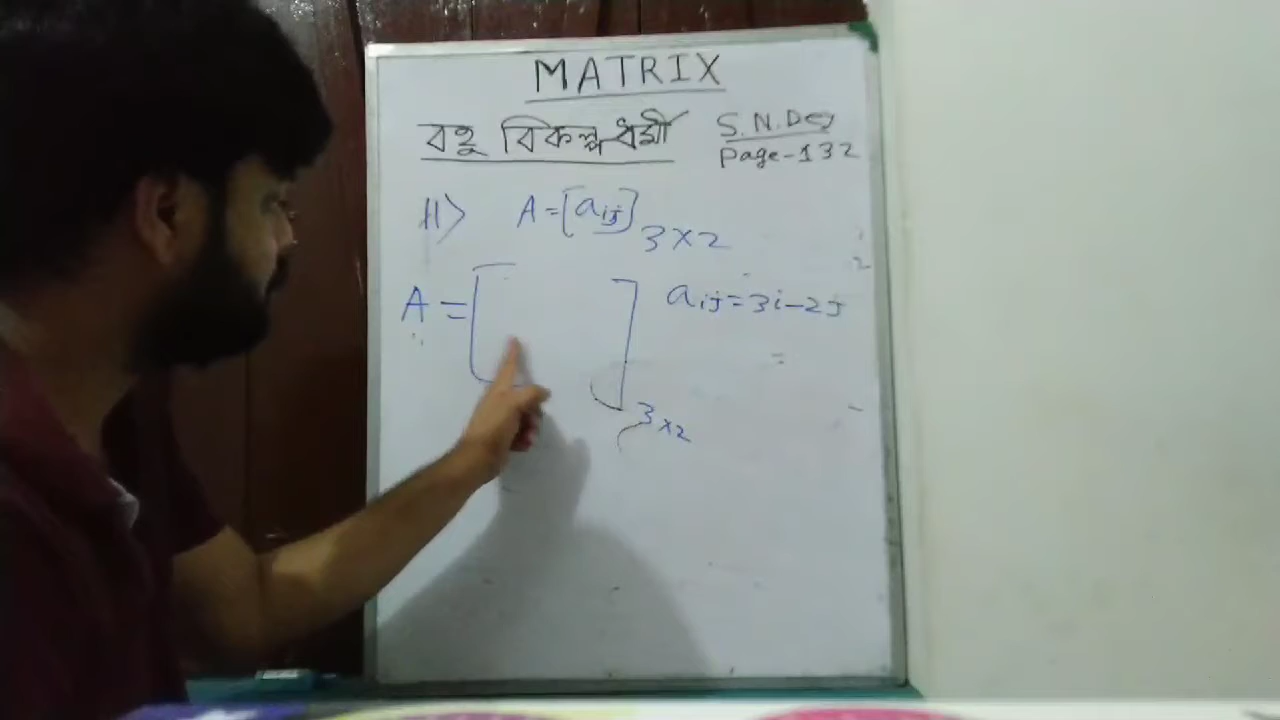 MATRIX
বহু বিকল্পধর্মী
S.N.Dey
Page-132
11> A=[aij]3×2
A=[ ]3×2
aij=3i-2j